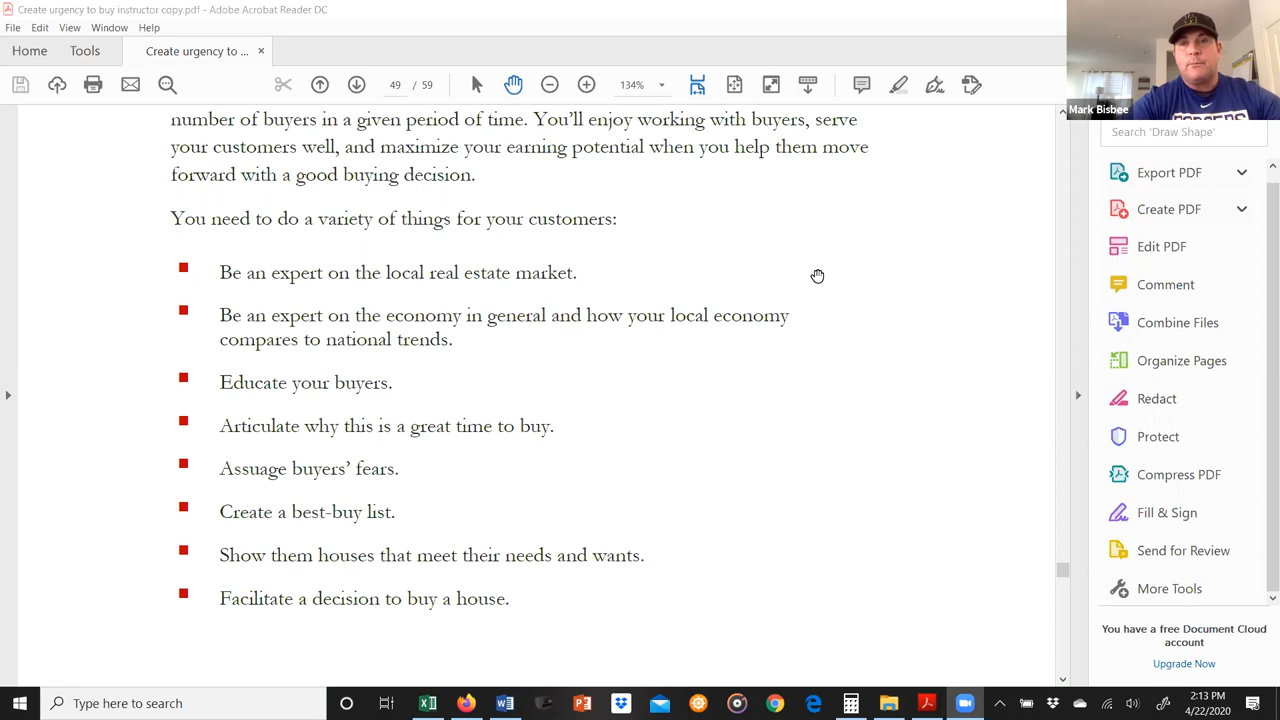 Create urgency to buy instructor copy.pdf - Adobe Acrobat Reader DC
File Edit View Window Help
Home Tools Create urgency to ... ×
49 / 59 134%
Mark Bisbee
number of buyers in a given period of time. You’ll enjoy working with buyers, serve
your customers well, and maximize your earning potential when you help them move
forward with a good buying decision.
You need to do a variety of things for your customers:
Be an expert on the local real estate market.
Be an expert on the economy in general and how your local economy
compares to national trends.
Educate your buyers.
Articulate why this is a great time to buy.
Assuage buyers’ fears.
Create a best-buy list.
Show them houses that meet their needs and wants.
Facilitate a decision to buy a house.
Search 'Draw Shape'
Export PDF
Create PDF
Edit PDF
Comment
Combine Files
Organize Pages
Redact
Protect
Compress PDF
Fill & Sign
Send for Review
More Tools
You have a free Document Cloud
account
Upgrade Now
Type here to search
2:13 PM
4/22/2020